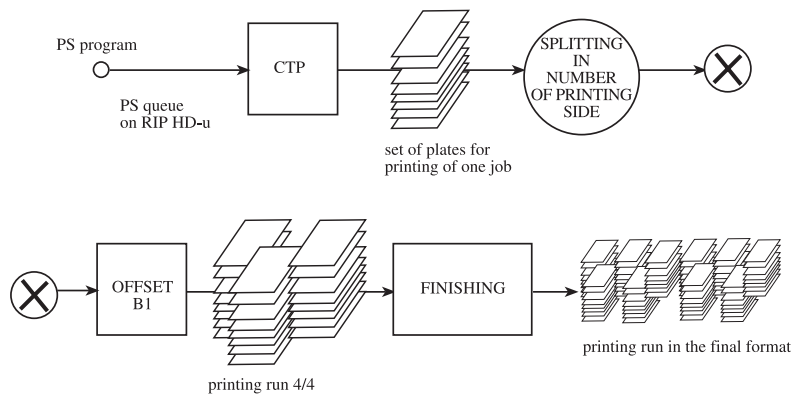 PS program
PS queue
on RIP HD-u
CTP
set of plates for
printing of one job
SPLITTING
IN
NUMBER
OF PRINTING
SIDE
OFFSET
B1
printing run 4/4
FINISHING
printing run in the final format